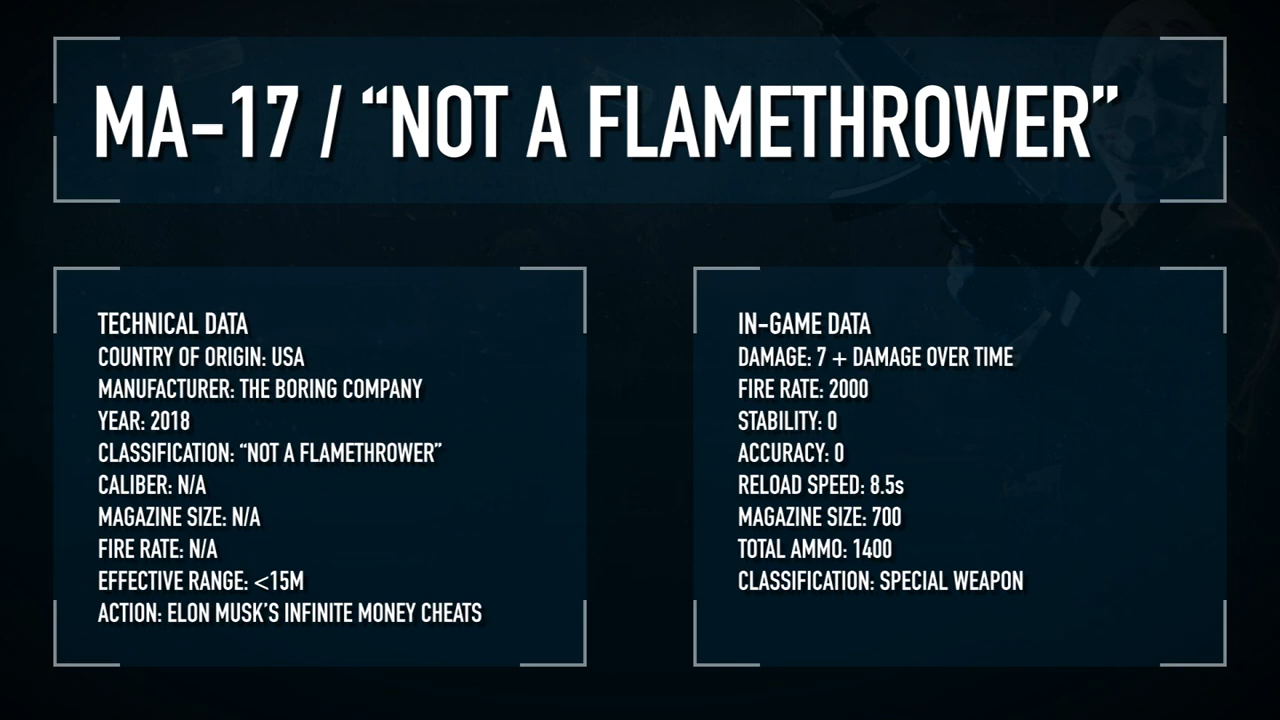 MA-17 / “NOT A FLAMETHROWER”
TECHNICAL DATA
COUNTRY OF ORIGIN: USA
MANUFACTURER: THE BORING COMPANY
YEAR: 2018
CLASSIFICATION: “NOT A FLAMETHROWER”
CALIBER: N/A
MAGAZINE SIZE: N/A
FIRE RATE: N/A
EFFECTIVE RANGE: <15M
ACTION: ELON MUSK’S INFINITE MONEY CHEATS
IN-GAME DATA
DAMAGE: 7 + DAMAGE OVER TIME
FIRE RATE: 2000
STABILITY: 0
ACCURACY: 0
RELOAD SPEED: 8.5s
MAGAZINE SIZE: 700
TOTAL AMMO: 1400
CLASSIFICATION: SPECIAL WEAPON